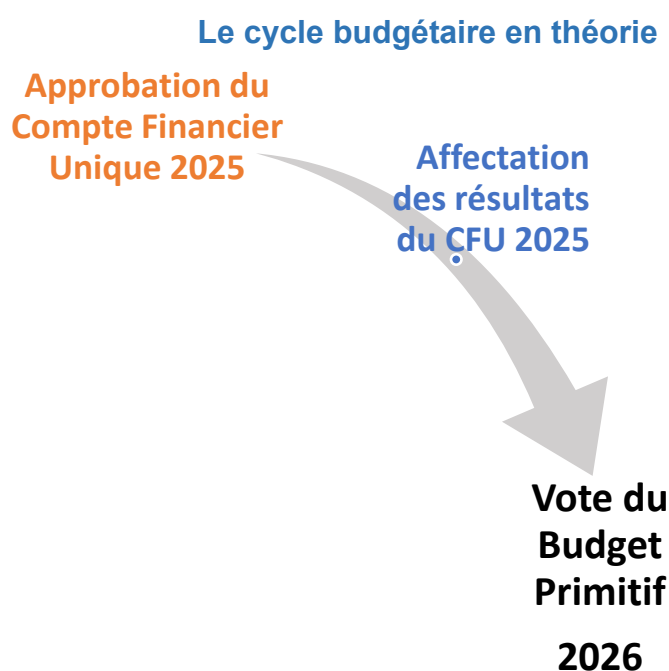 Le cycle budgétaire en théorie
Approbation du
Compte Financier
Unique 2025
Affectation
des résultats
du CFU 2025
Vote du
Budget
Primitif
2026